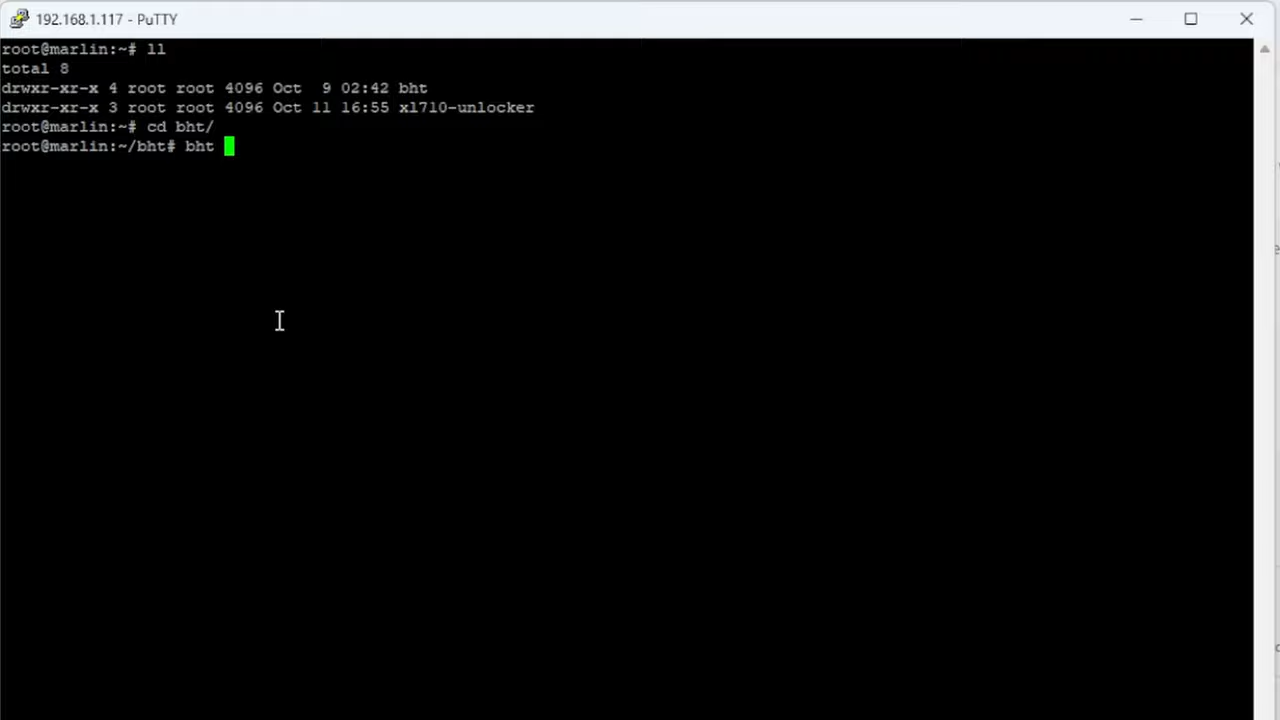 192.168.1.117 - PuTTY
root@marlin:~# ll
total 8
drwxr-xr-x 4 root root 4096 Oct  9 02:42 bht
drwxr-xr-x 3 root root 4096 Oct 11 16:55 xl710-unlocker
root@marlin:~# cd bht/
root@marlin:~/bht# bht